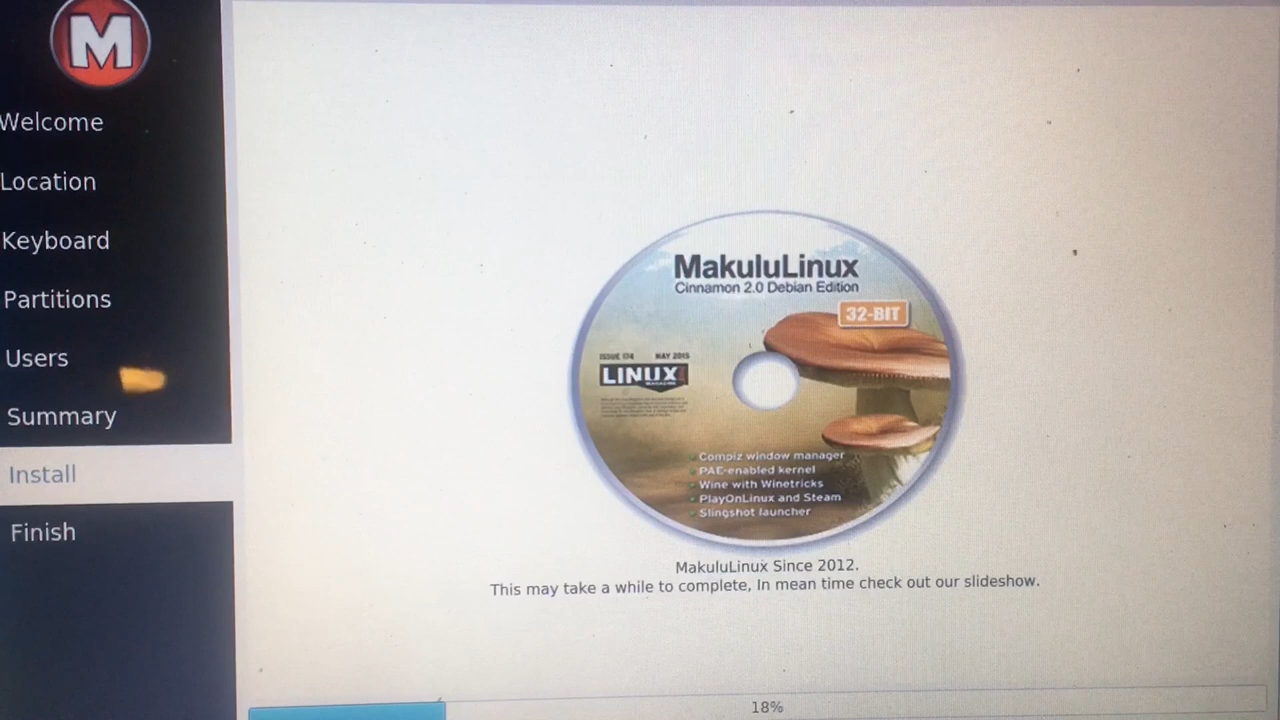 M
Welcome
Location
Keyboard
Partitions
Users
Summary
Install
Finish
MakuluLinux
Cinnamon 2.0 Debian Edition
32-BIT
ISSUE 174 MAY 2015
LINUX
MAGAZINE
Compiz window manager
PAE-enabled kernel
Wine with Winetricks
PlayOnLinux and Steam
Slingshot launcher
MakuluLinux Since 2012.
This may take a while to complete, In mean time check out our slideshow.
18%